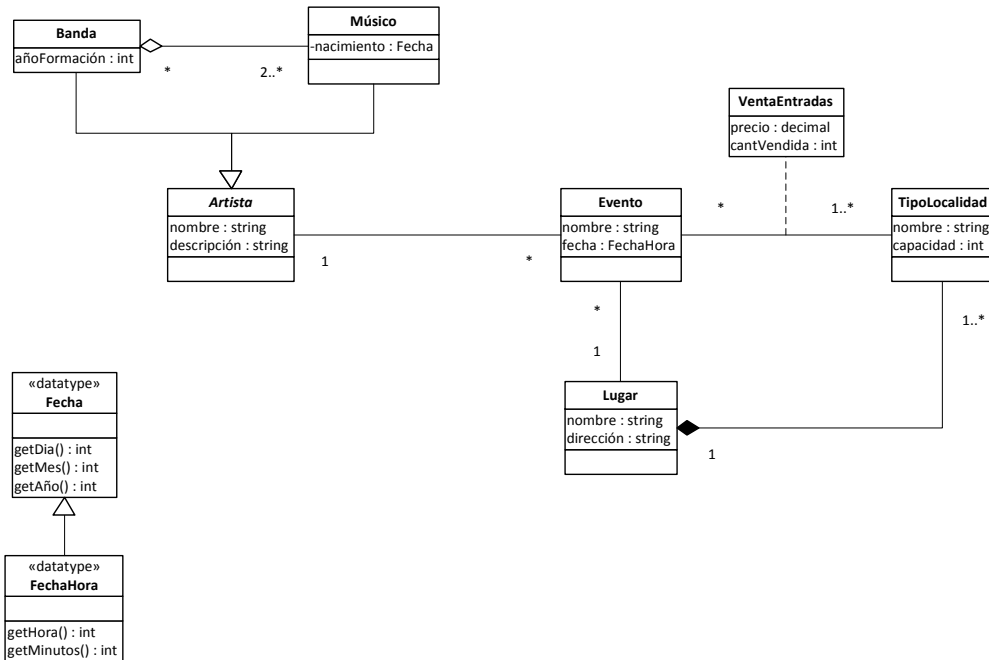 Banda
añoFormación : int
*
2..*
Músico
-nacimiento : Fecha
VentaEntradas
precio : decimal
cantVendida : int
Artista
nombre : string
descripción : string
1
*
Evento
nombre : string
fecha : FechaHora
*
1..*
TipoLocalidad
nombre : string
capacidad : int
*
1
1..*
Lugar
nombre : string
dirección : string
1
«datatype»
Fecha
getDia() : int
getMes() : int
getAño() : int
«datatype»
FechaHora
getHora() : int
getMinutos() : int